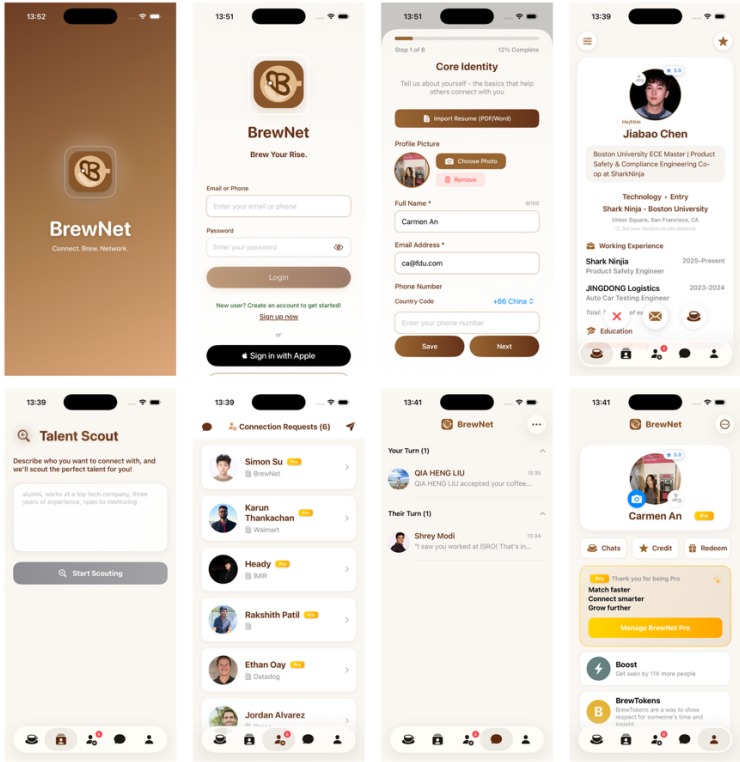 13:52
BrewNet
Connect. Brew. Network.
13:51
BrewNet
Brew Your Rise.
Email or Phone
Enter your email or phone
Password
Enter your password
Login
New user? Create an account to get started!
Sign up now
or
Sign in with Apple
13:51
Step 1 of 8
12% Complete
Core Identity
Tell us about yourself - the basics that help
others connect with you
Import Resume (PDF/Word)
Profile Picture
Choose Photo
Remove
Full Name *
9/100
Carmen An
Email Address *
ca@fdu.com
Phone Number
Country Code
+86 China
Enter your phone number
Save
Next
13:39
5.0
He/Him
Jiabao Chen
Boston University ECE Master | Product
Safety & Compliance Engineering Co-
op at SharkNinja
Technology • Entry
Shark Ninja - Boston University
Union Square, San Francisco, CA
Set your location to see distance
Working Experience
Shark Ninjia
2025-Present
Product Safety Engineer
JINGDONG Logistics
2023-2024
Auto Car Testing Engineer
Education
13:39
Talent Scout
Describe who you want to connect with, and
we'll scout the perfect talent for you!
alumni, works at a top tech company, three
years of experience, open to mentoring
Start Scouting
13:39
Connection Requests (6)
Simon Su Pro
BrewNet
Karun
Thankachan Pro
Walmart
Heady Pro
IMIR
Rakshith Patil Pro
Ethan Oay Pro
Datadog
Jordan Alvarez
13:41
BrewNet
Your Turn (1)
QIA HENG LIU
13:35
QIA HENG LIU accepted your coffee...
Their Turn (1)
Shrey Modi
13:34
"I saw you worked at ISRO! That's in...
13:41
BrewNet
5.0
Carmen An Pro
Chats
Credit
Redeem
Pro Thank you for being Pro
Match faster
Connect smarter
Grow further
Manage BrewNet Pro
Boost
Get seen by 11X more people
B
BrewTokens
BrewTokens are a way to show
respect for someone's time and
insight.